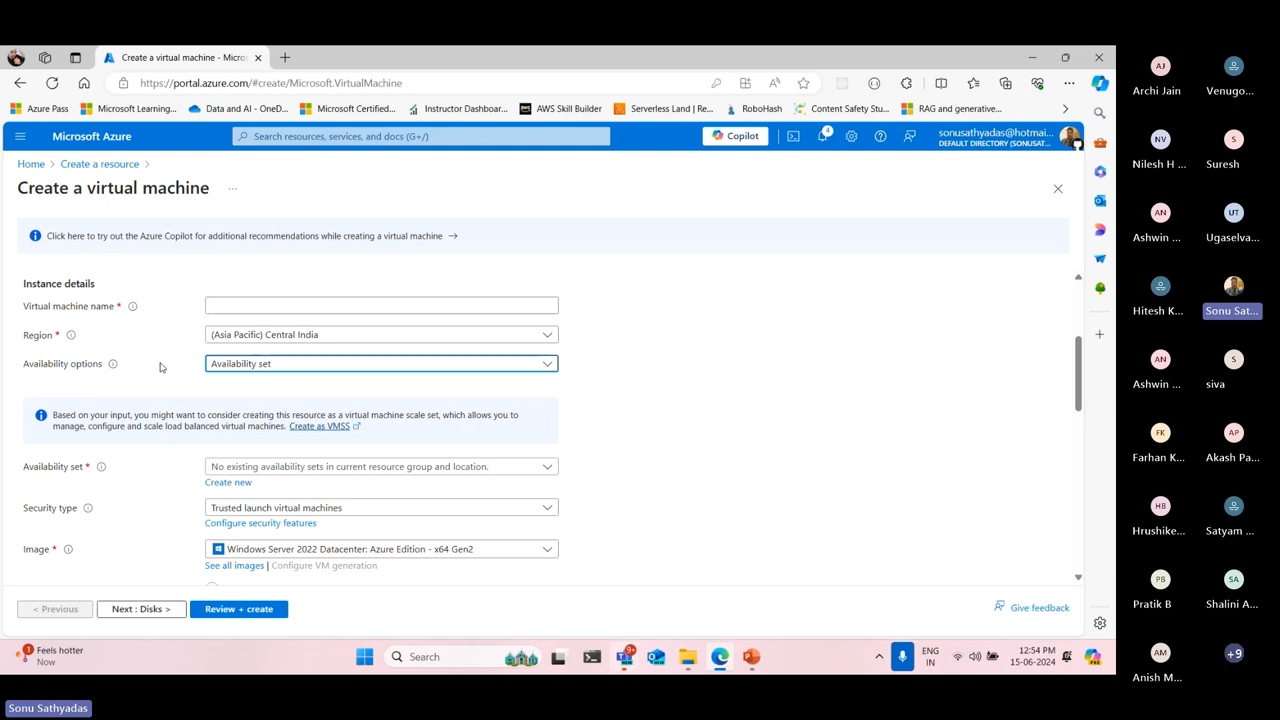 Create a virtual machine - Micros
https://portal.azure.com/#create/Microsoft.VirtualMachine
Azure Pass
Microsoft Learning...
Data and AI - OneD...
Microsoft Certified...
Instructor Dashboar...
AWS Skill Builder
Serverless Land | Re...
RoboHash
Content Safety Stu...
RAG and generative...
Microsoft Azure
Search resources, services, and docs (G+/)
Copilot
4
sonusathyadas@hotmai...
DEFAULT DIRECTORY (SONUSAT...
Home > Create a resource >
Create a virtual machine ...
Click here to try out the Azure Copilot for additional recommendations while creating a virtual machine →
Instance details
Virtual machine name *
Region *
(Asia Pacific) Central India
Availability options
Availability set
Based on your input, you might want to consider creating this resource as a virtual machine scale set, which allows you to
manage, configure and scale load balanced virtual machines. Create as VMSS
Availability set *
No existing availability sets in current resource group and location.
Create new
Security type
Trusted launch virtual machines
Configure security features
Image *
Windows Server 2022 Datacenter: Azure Edition - x64 Gen2
See all images | Configure VM generation
< Previous
Next : Disks >
Review + create
Give feedback
1
Feels hotter
Now
Search
9+
ENG
IN
12:54 PM
15-06-2024
Sonu Sathyadas
AJ
Archi Jain
Venugo...
NV
Nilesh H ...
S
Suresh
AN
Ashwin ...
UT
Ugaselva...
Hitesh K...
Sonu Sat...
AN
Ashwin ...
S
siva
FK
Farhan K...
AP
Akash Pa...
HB
Hrushike...
Satyam ...
PB
Pratik B
SA
Shalini A...
AM
Anish M...
+9